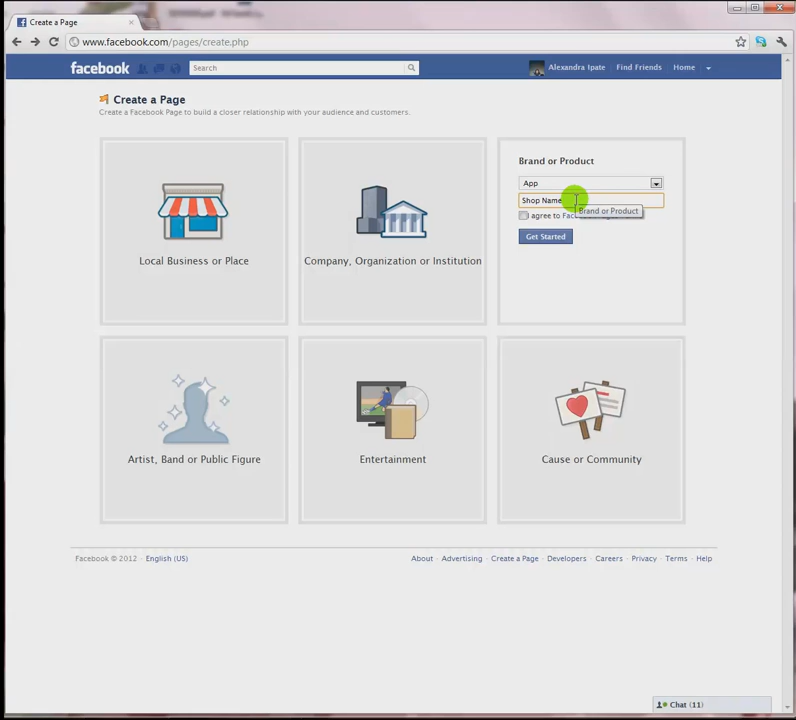 Create a Page
www.facebook.com/pages/create.php
facebook
Search
Alexandra Ipate
Find Friends
Home
Create a Page
Create a Facebook Page to build a closer relationship with your audience and customers.
Local Business or Place
Company, Organization or Institution
Brand or Product
App
Shop Name
Brand or Product
I agree to
Get Started
Artist, Band or Public Figure
Entertainment
Cause or Community
Facebook © 2012 · English (US)
About · Advertising · Create a Page · Developers · Careers · Privacy · Terms · Help
Chat (11)